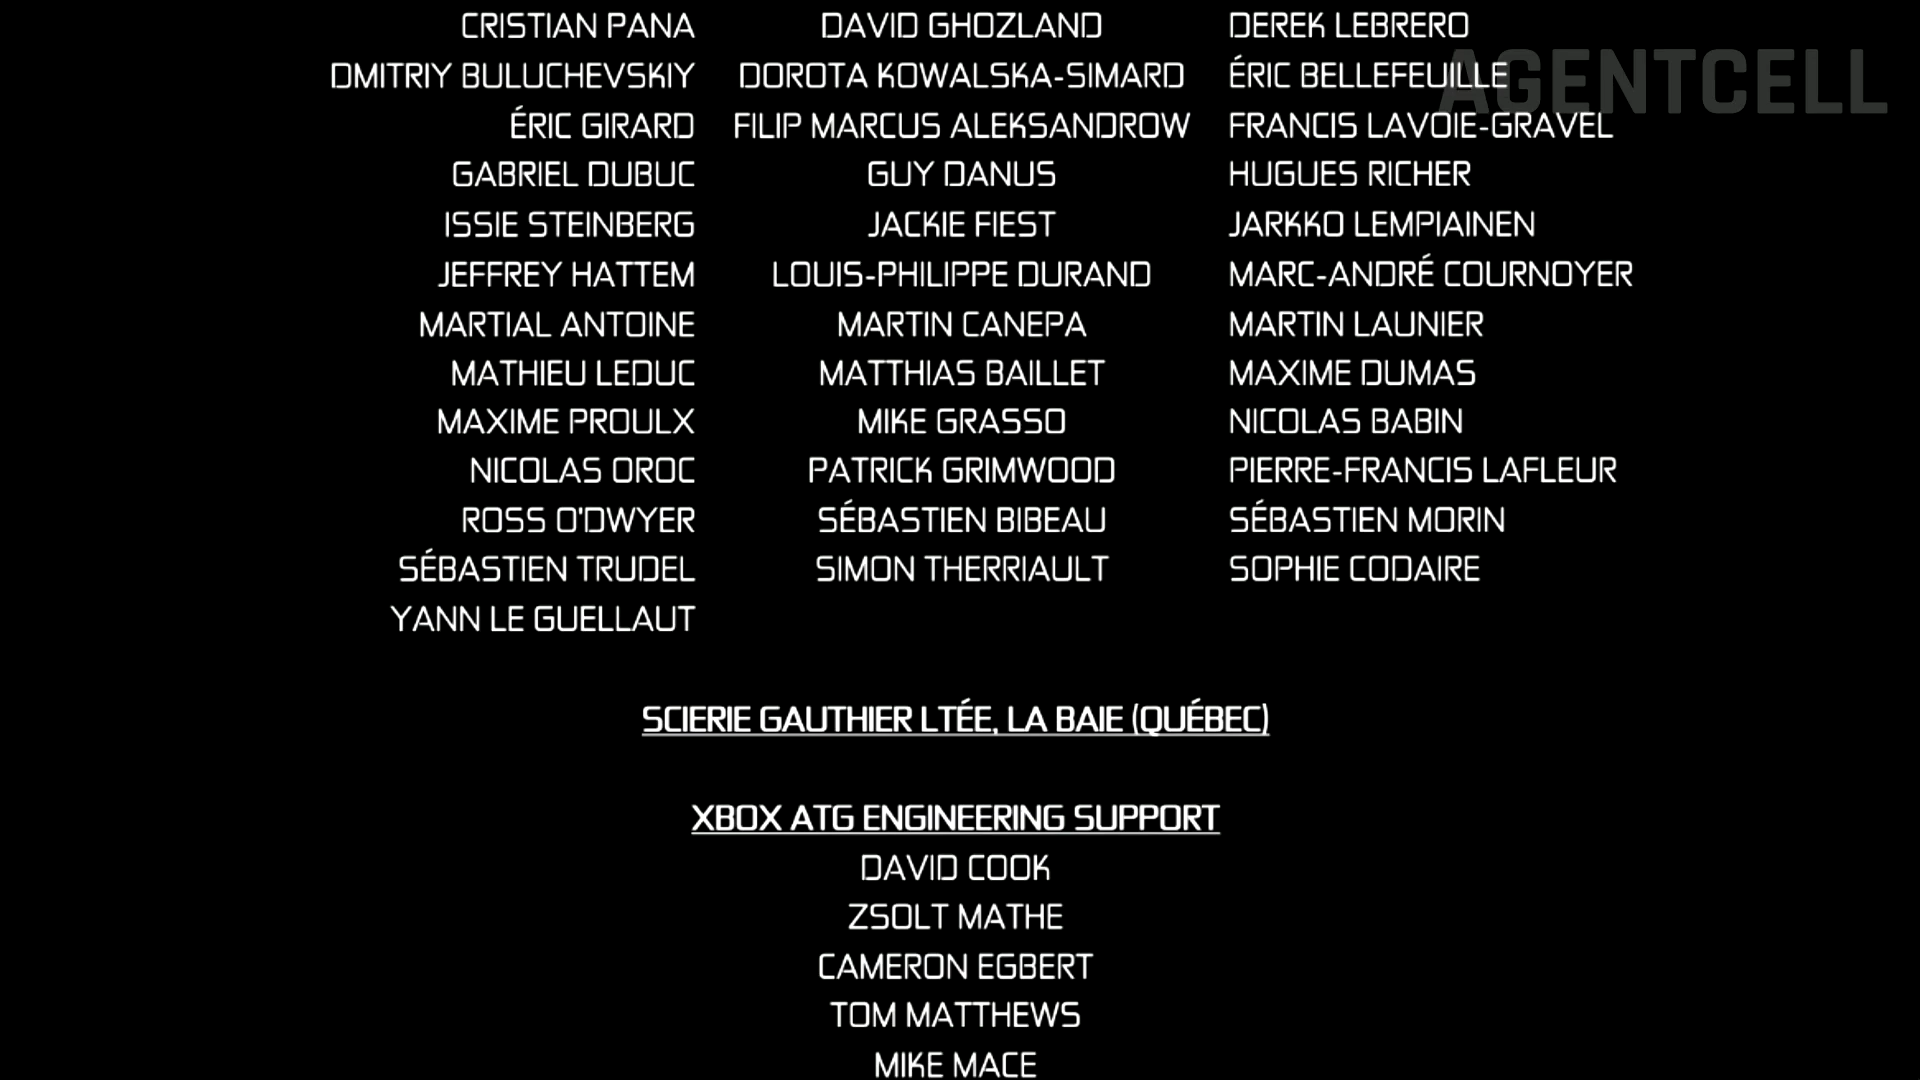 CRISTIAN PANA DAVID GHOZLAND DEREK LEBRERO
AGENTCELL
DMITRIY BULUCHEVSKIY DOROTA KOWALSKA-SIMARD ÉRIC BELLEFEUILLE
ÉRIC GIRARD FILIP MARCUS ALEKSANDROW FRANCIS LAVOIE-GRAVEL
GABRIEL DUBUC GUY DANUS HUGUES RICHER
ISSIE STEINBERG JACKIE FIEST JARKKO LEMPIAINEN
JEFFREY HATTEM LOUIS-PHILIPPE DURAND MARC-ANDRÉ COURNOYER
MARTIAL ANTOINE MARTIN CANEPA MARTIN LAUNIER
MATHIEU LEDUC MATTHIAS BAILLET MAXIME DUMAS
MAXIME PROULX MIKE GRASSO NICOLAS BABIN
NICOLAS OROC PATRICK GRIMWOOD PIERRE-FRANCIS LAFLEUR
ROSS O'DWYER SÉBASTIEN BIBEAU SÉBASTIEN MORIN
SÉBASTIEN TRUDEL SIMON THERRIAULT SOPHIE CODAIRE
YANN LE GUELLAUT
SCIERIE GAUTHIER LTÉE, LA BAIE (QUÉBEC)
XBOX ATG ENGINEERING SUPPORT
DAVID COOK
ZSOLT MATHE
CAMERON EGBERT
TOM MATTHEWS
MIKE MACE